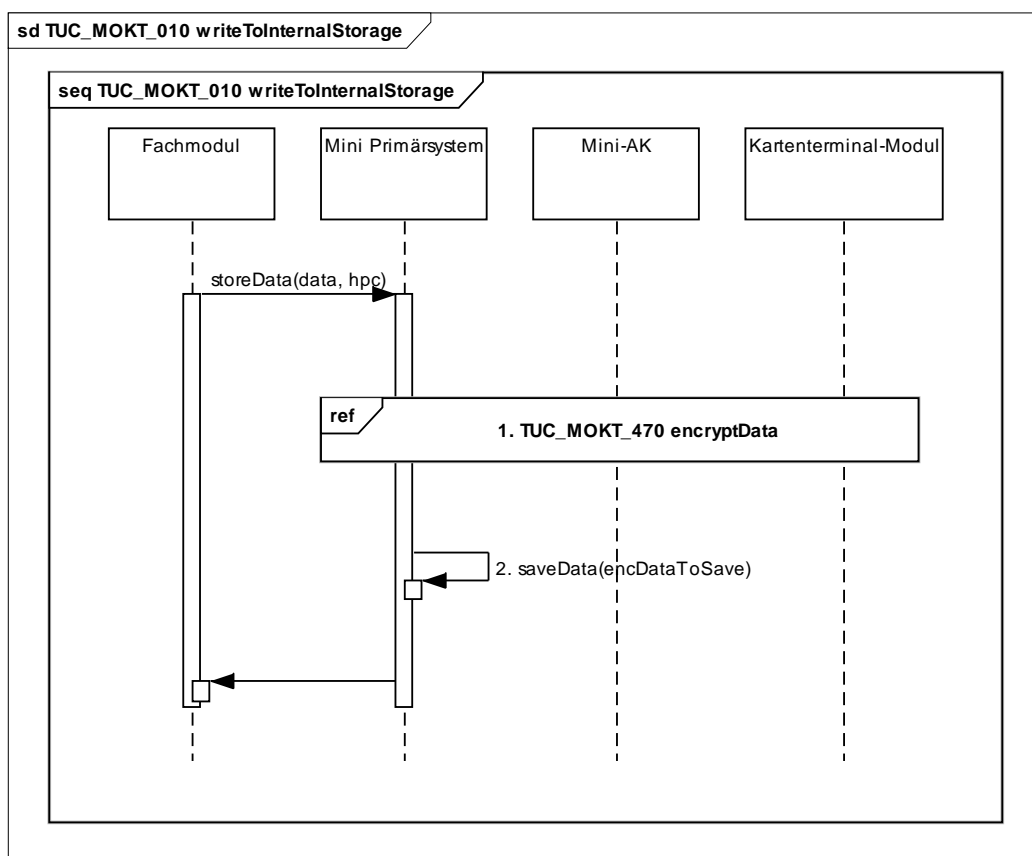 sd TUC_MOKT_010 writeToInternalStorage
seq TUC_MOKT_010 writeToInternalStorage
Fachmodul
Mini Primärsystem
Mini-AK
Kartenterminal-Modul
storeData(data, hpc)
ref
1. TUC_MOKT_470 encryptData
2. saveData(encDataToSave)